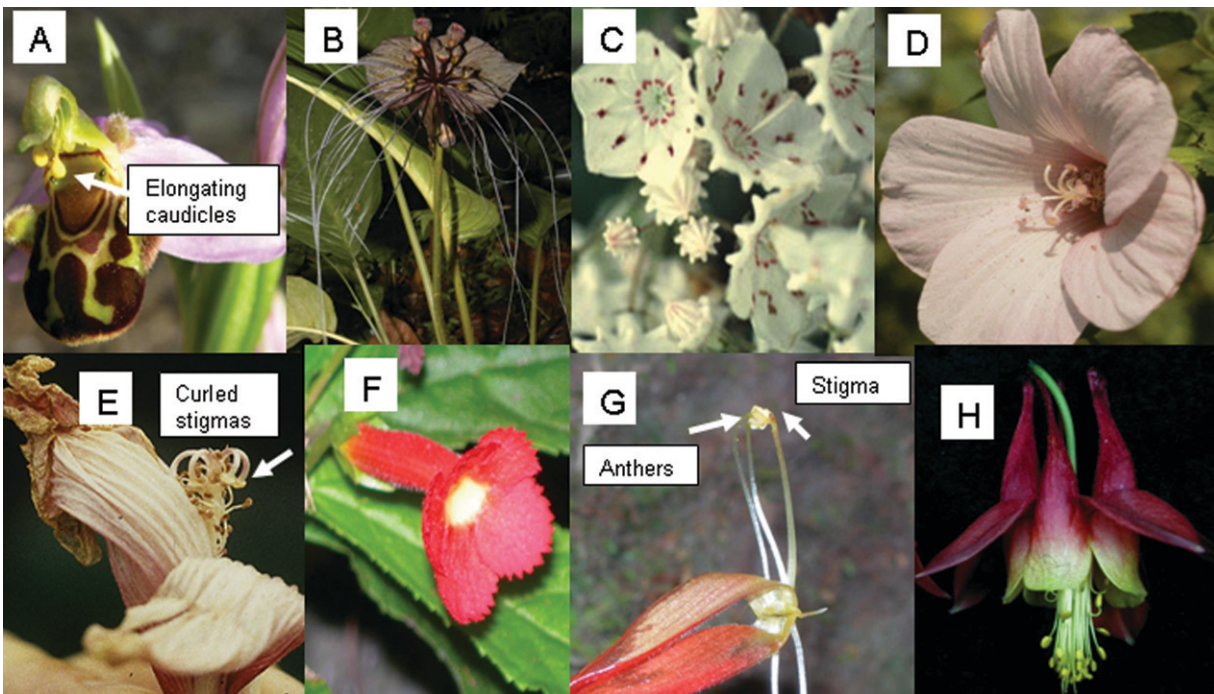 A
B
C
D
Elongating
caudicles
E
Curled
stigmas
F
G
Stigma
Anthers
H